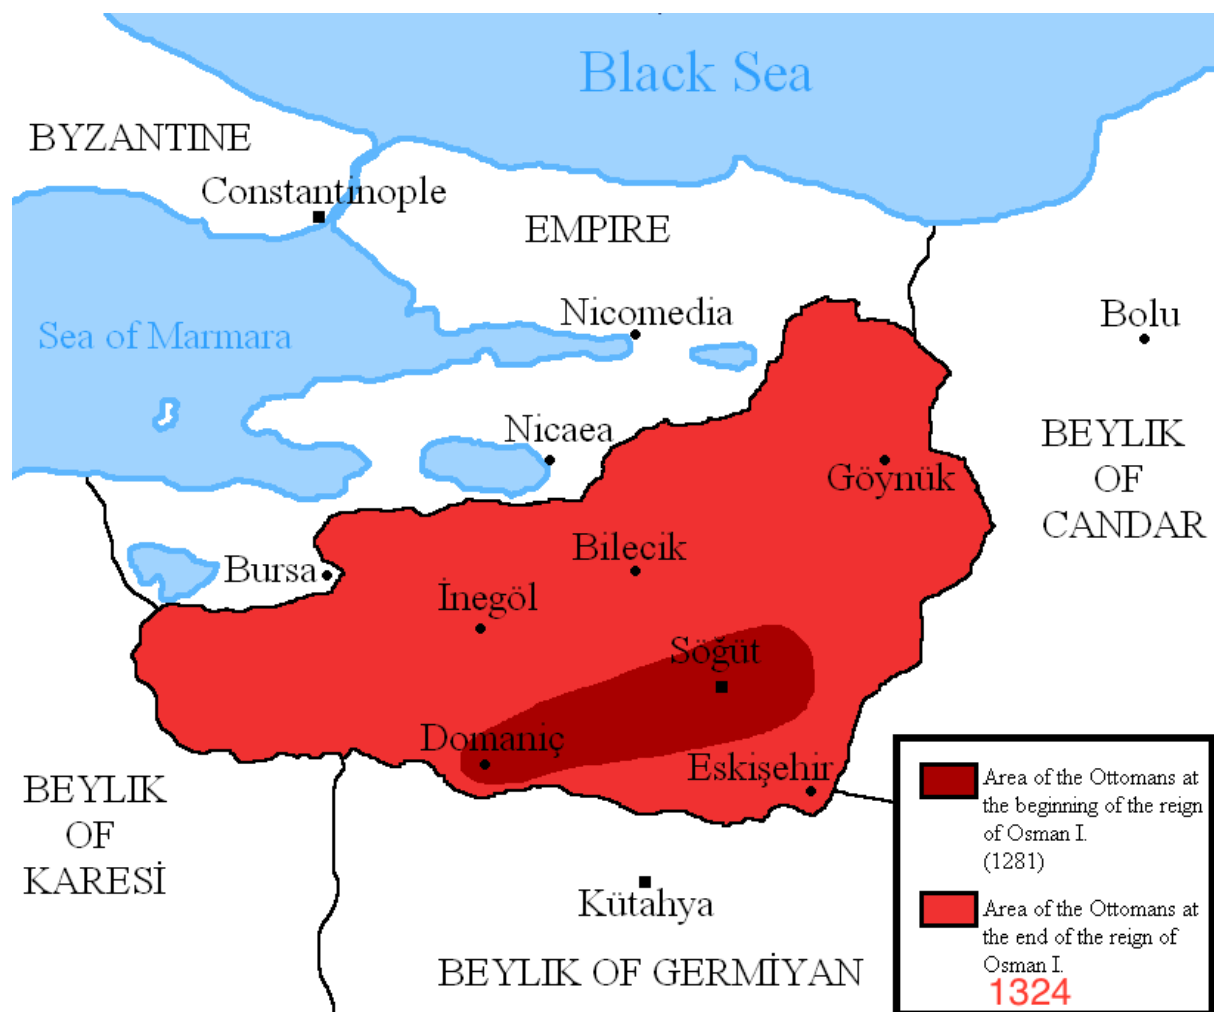 Black Sea
BYZANTINE
Constantinople
EMPIRE
Nicomedia
Bolu
Sea of Marmara
Nicaea
BEYLIK
OF
CANDAR
Göynük
Bilecik
Bursa
İnegöl
Söğüt
Domaniç
Eskişehir
BEYLIK
OF
KARESİ
Kütahya
BEYLIK OF GERMİYAN
Area of the Ottomans at
the beginning of the reign
of Osman I.
(1281)
Area of the Ottomans at
the end of the reign of
Osman I.
1324